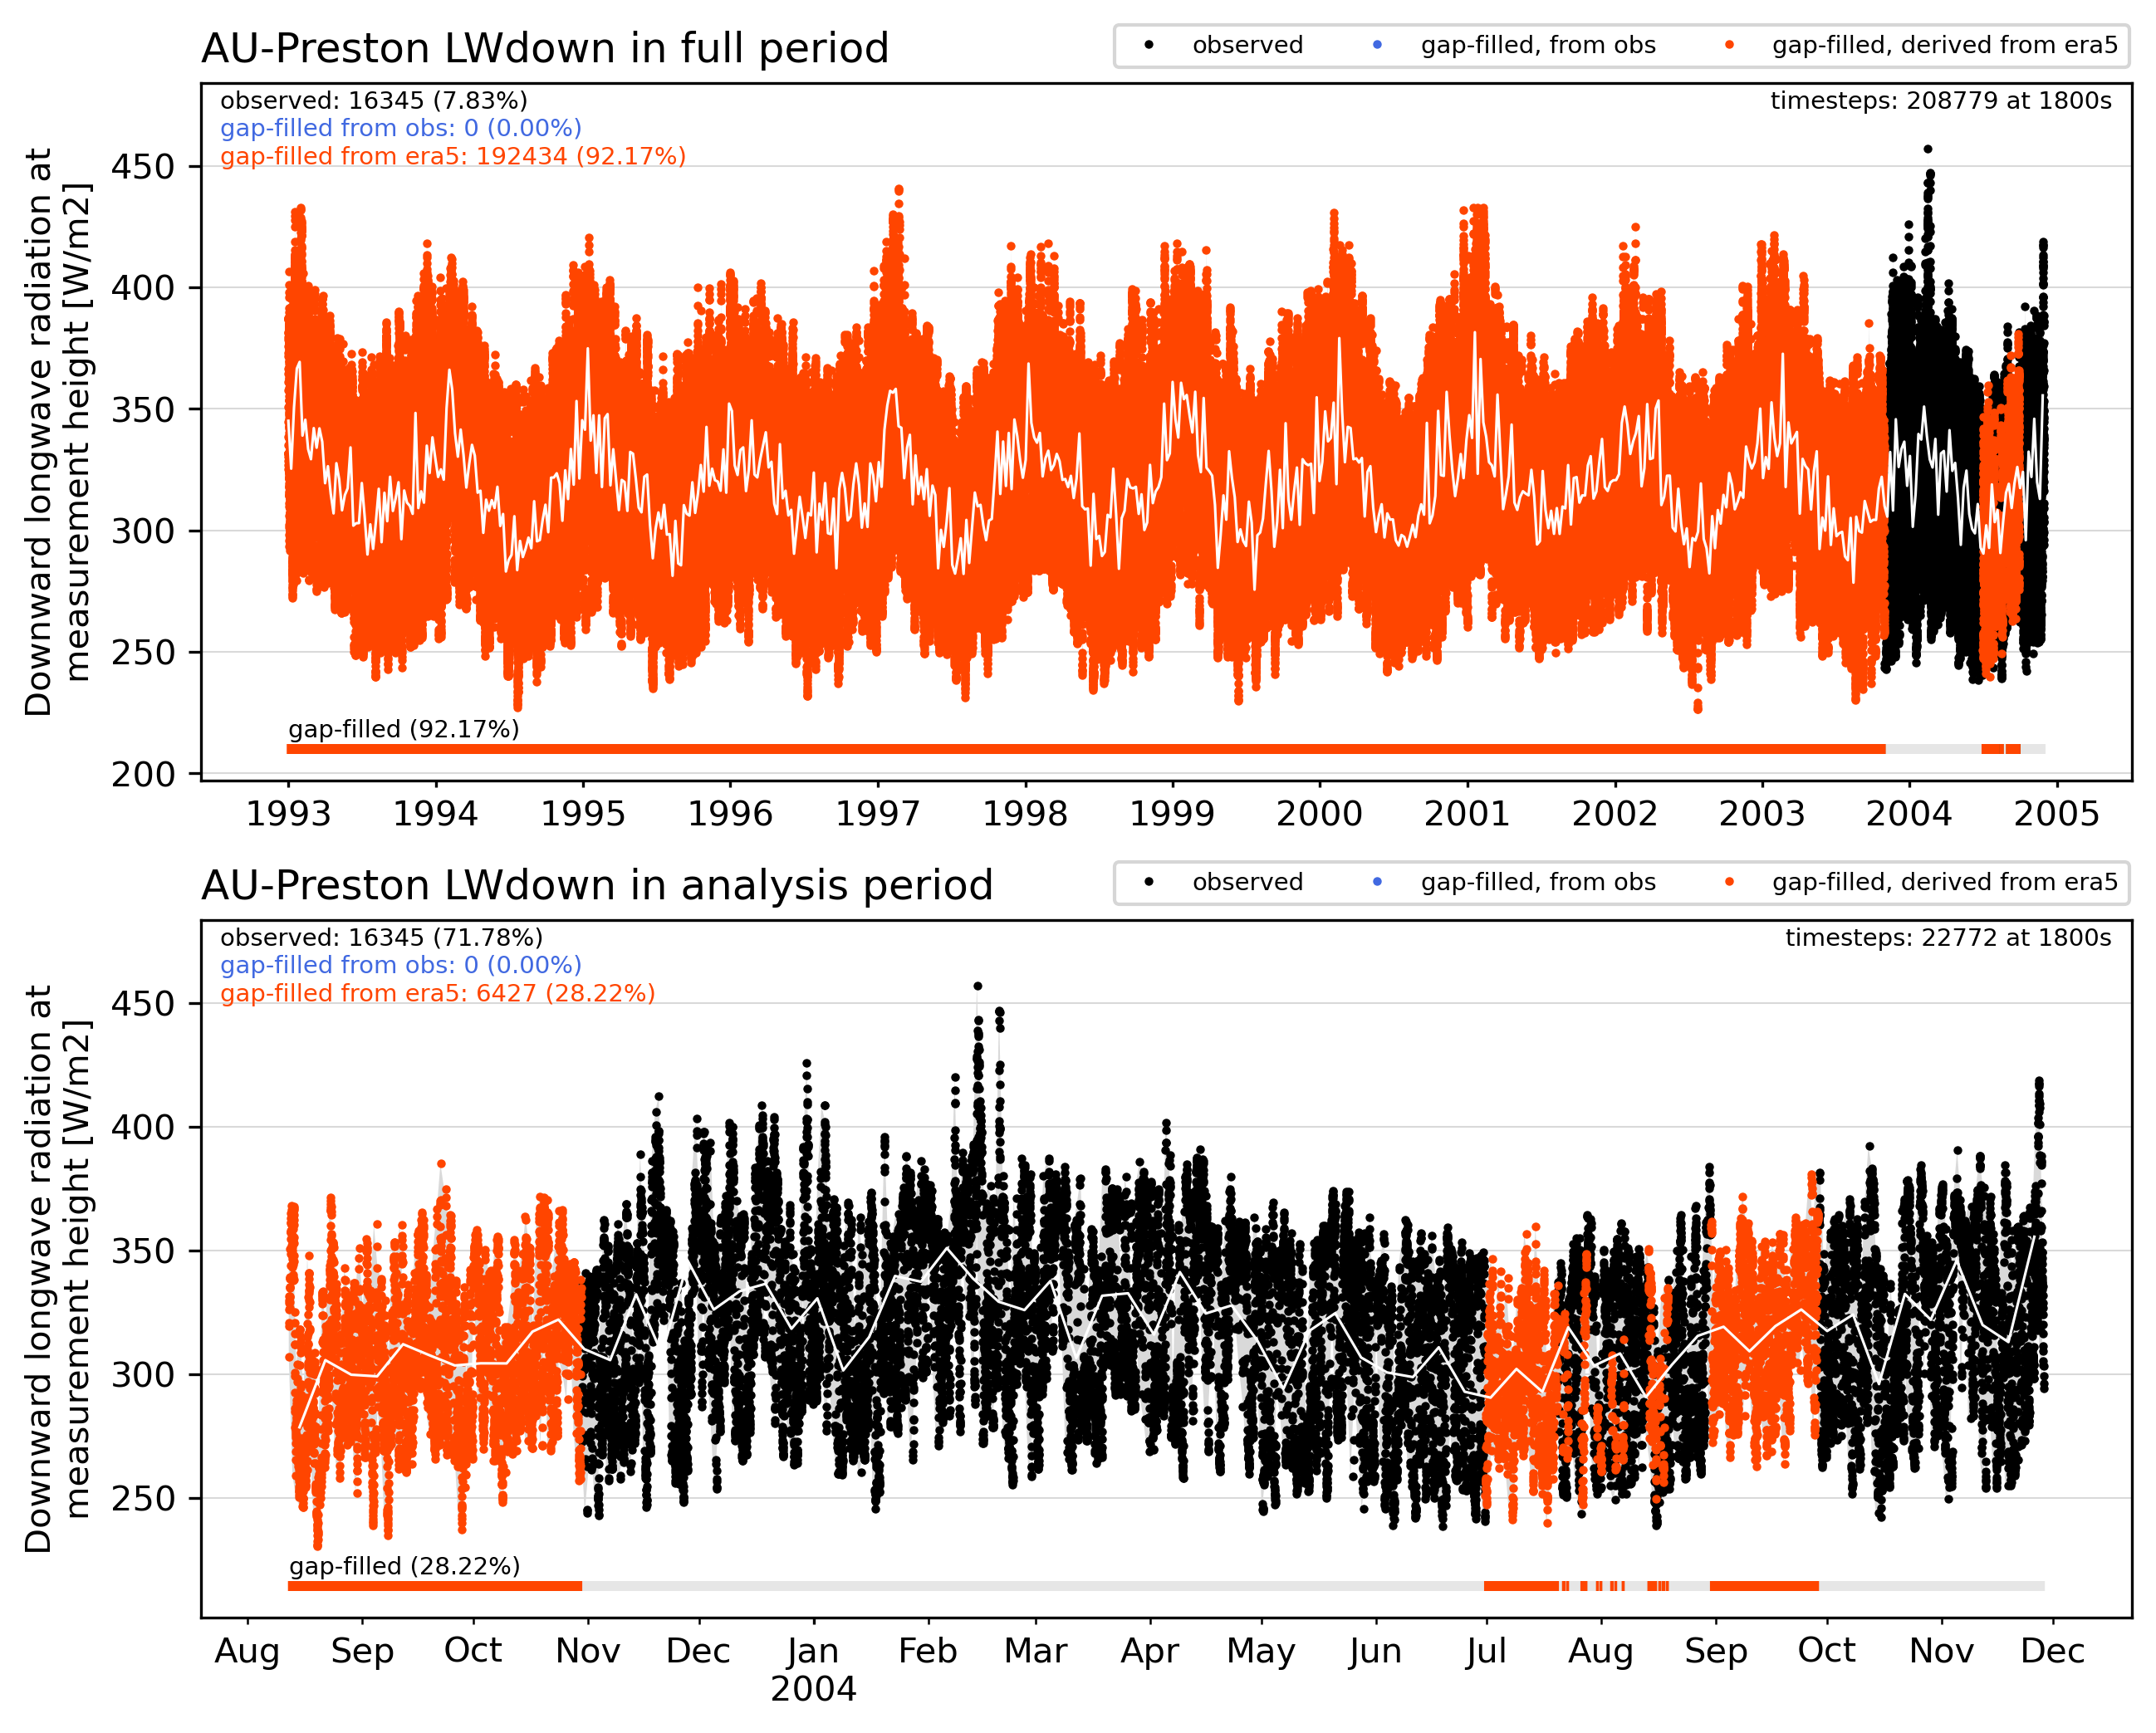 AU-Preston LWdown in full period
observed
gap-filled, from obs
gap-filled, derived from era5
observed: 16345 (7.83%)
gap-filled from obs: 0 (0.00%)
gap-filled from era5: 192434 (92.17%)
timesteps: 208779 at 1800s
Downward longwave radiation at
measurement height [W/m2]
450
400
350
300
250
200
gap-filled (92.17%)
1993 1994 1995 1996 1997 1998 1999 2000 2001 2002 2003 2004 2005
AU-Preston LWdown in analysis period
observed
gap-filled, from obs
gap-filled, derived from era5
observed: 16345 (71.78%)
gap-filled from obs: 0 (0.00%)
gap-filled from era5: 6427 (28.22%)
timesteps: 22772 at 1800s
Downward longwave radiation at
measurement height [W/m2]
450
400
350
300
250
gap-filled (28.22%)
Aug Sep Oct Nov Dec Jan Feb Mar Apr May Jun Jul Aug Sep Oct Nov Dec
2004